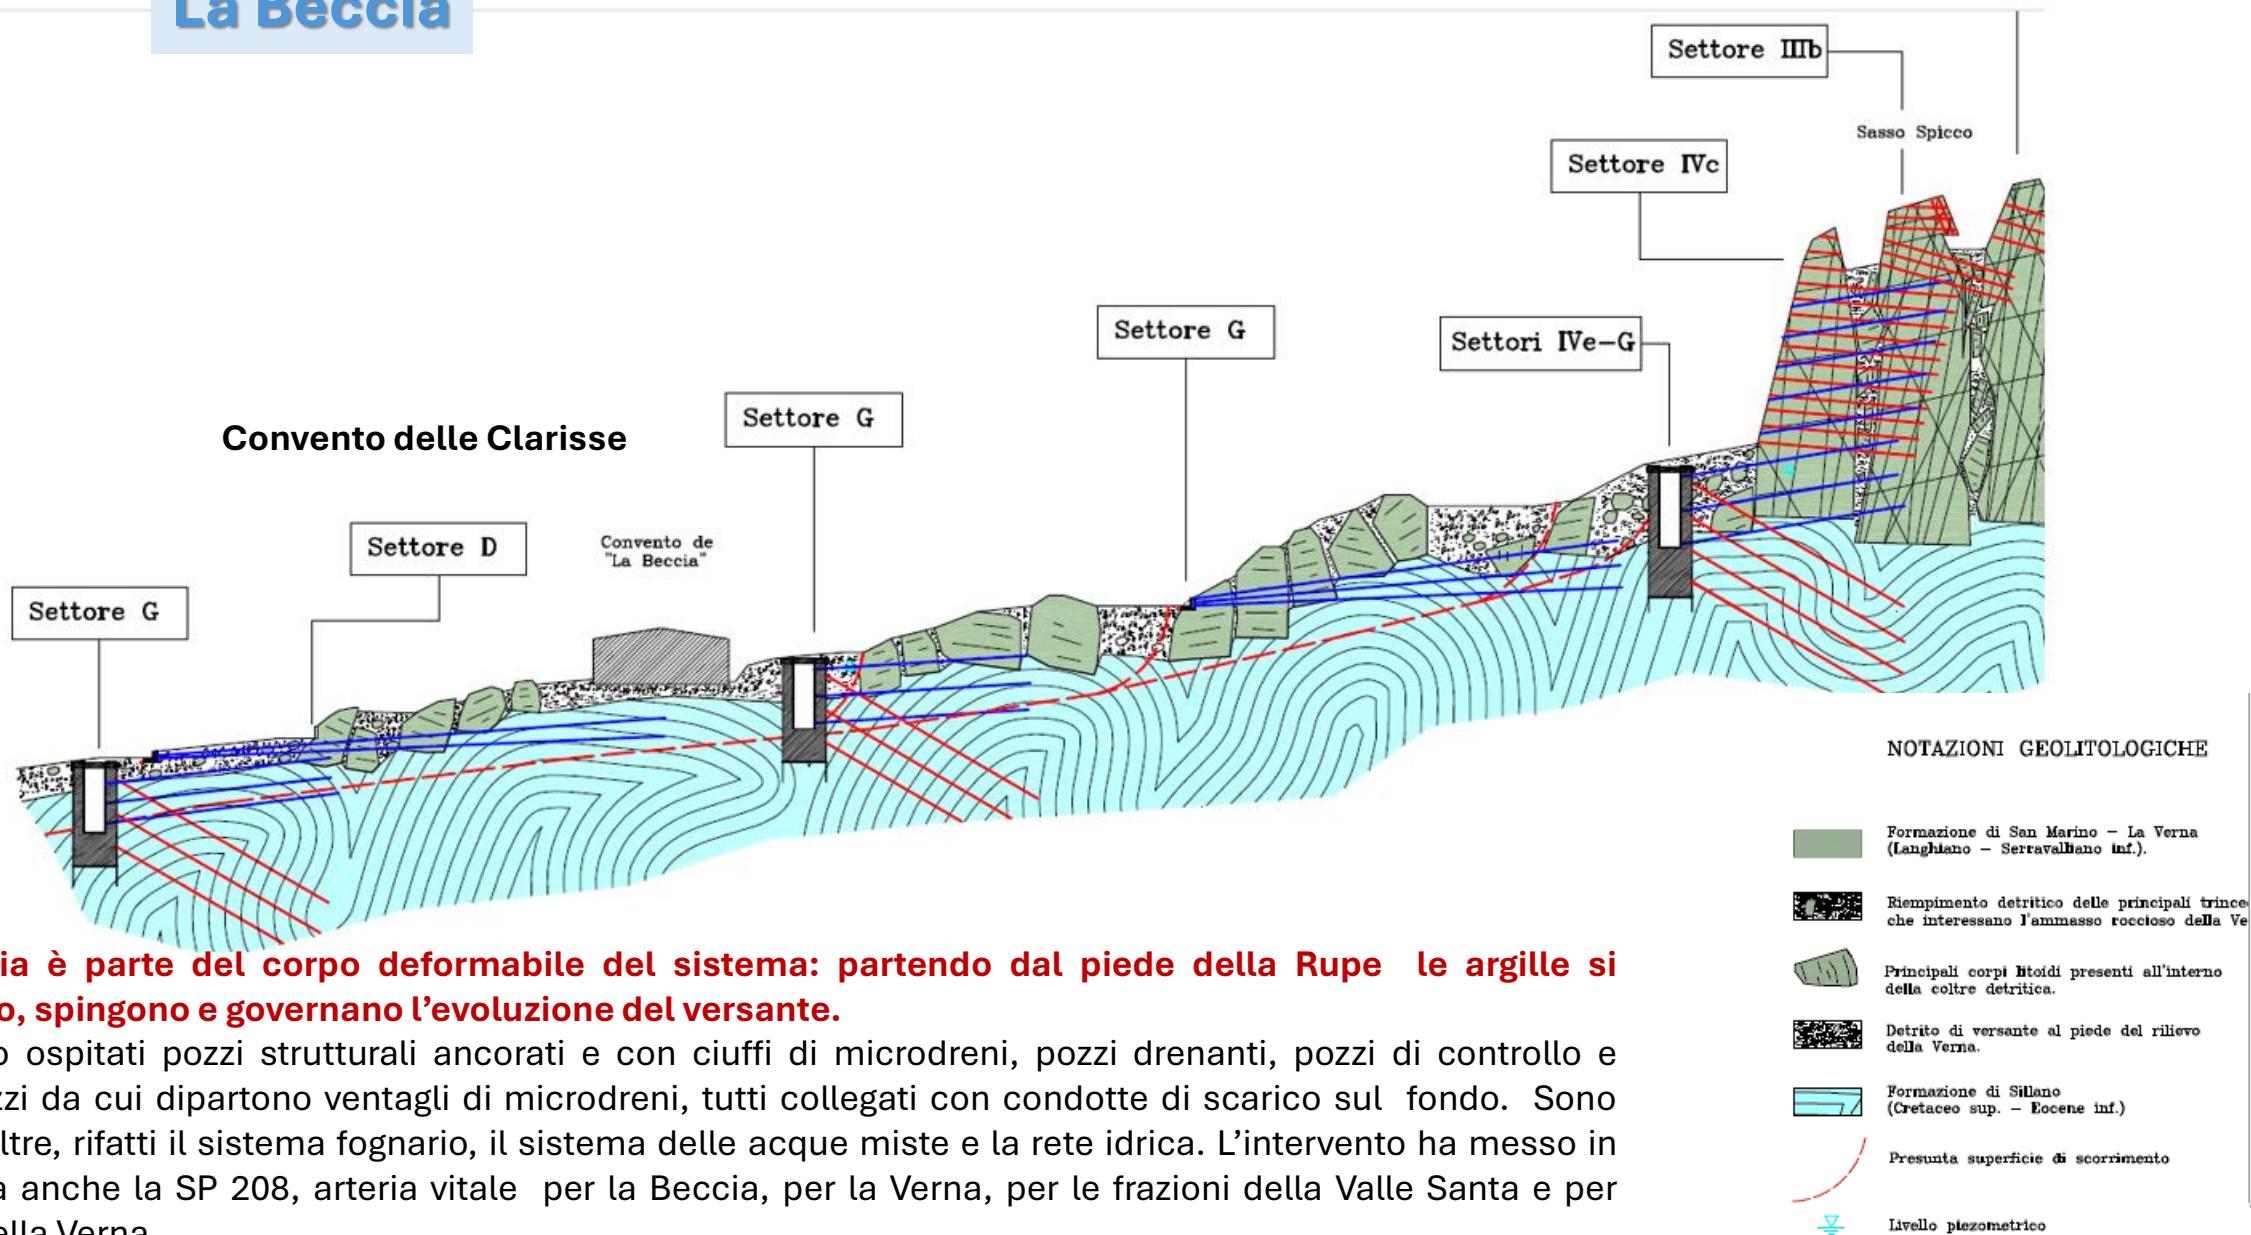 La Beccia
Settore IIIb
Sasso Spicco
Settore IVc
Settore G
Settori IVe-G
Settore G
Convento delle Clarisse
Settore D
Convento de
"La Beccia"
Settore G
NOTAZIONI GEOLITOLOGICHE
Formazione di San Marino - La Verna
(Langhiano - Serravalliano inf.).
Riempimento detritico delle principali trince
che interessano l'ammasso roccioso della Ve
Principali corpi litoidi presenti all'interno
della coltre detritica.
Detrito di versante al piede del rilievo
della Verna.
Formazione di Sillano
(Cretaceo sup. - Eocene inf.)
Presunta superficie di scorrimento
Livello piezometrico
ia è parte del corpo deformabile del sistema: partendo dal piede della Rupe le argille si
o, spingono e governano l’evoluzione del versante.
o ospitati pozzi strutturali ancorati e con ciuffi di microdreni, pozzi drenanti, pozzi di controllo e
zzi da cui dipartono ventagli di microdreni, tutti collegati con condotte di scarico sul fondo. Sono
ltre, rifatti il sistema fognario, il sistema delle acque miste e la rete idrica. L’intervento ha messo in
a anche la SP 208, arteria vitale per la Beccia, per la Verna, per le frazioni della Valle Santa e per
ella Verna